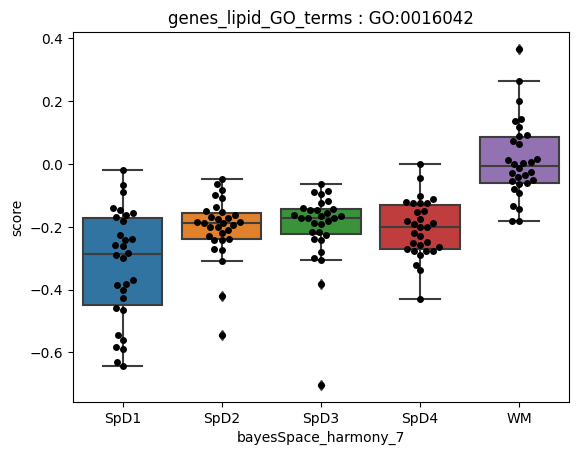 genes_lipid_GO_terms : GO:0016042
0.4
0.2
0.0
−0.2
−0.4
−0.6
score
SpD1 SpD2 SpD3 SpD4 WM
bayesSpace_harmony_7